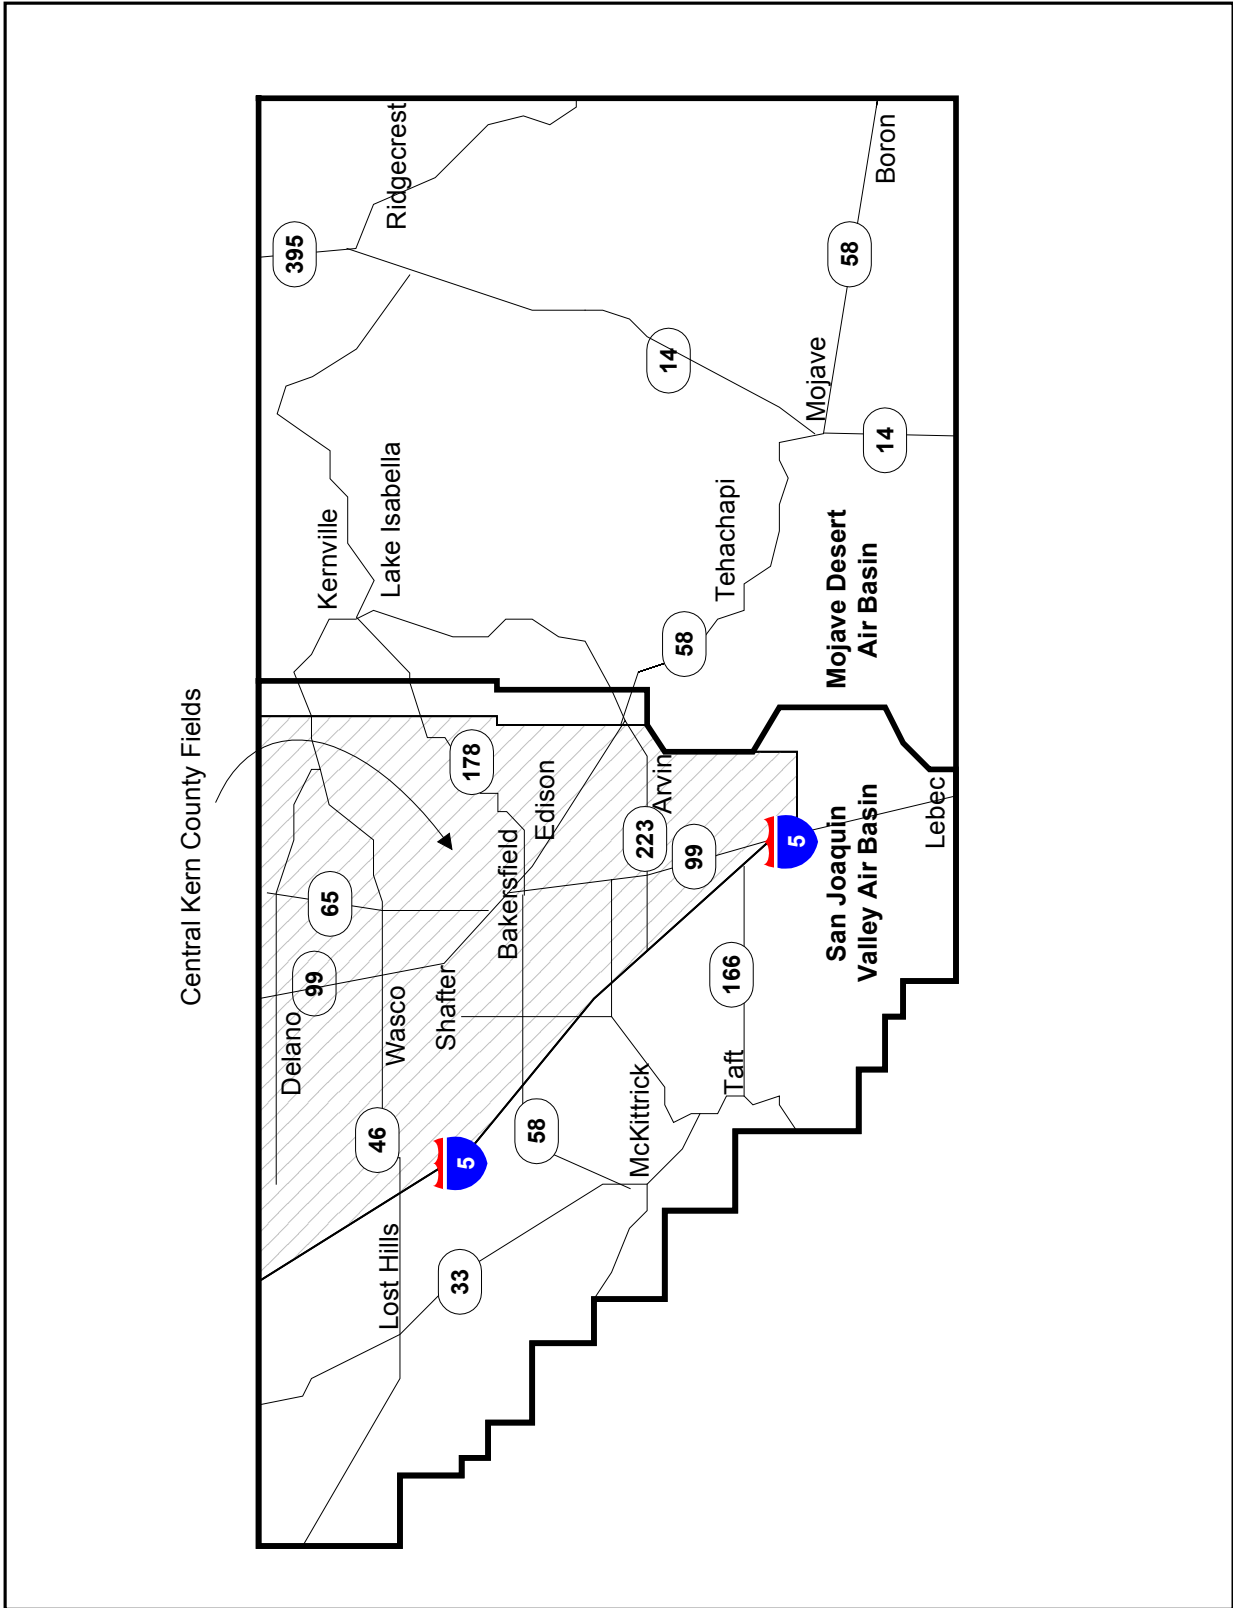 Central Kern County Fields
Delano
99
65
395
Kernville
Lost Hills
46
Wasco
Lake Isabella
Ridgecrest
33
5
Shafter
178
58
Bakersfield
Edison
McKittrick
223
Arvin
99
58
14
Taft
166
Tehachapi
5
Mojave
San Joaquin
Valley Air Basin
Mojave Desert
Air Basin
58
14
Boron
Lebec